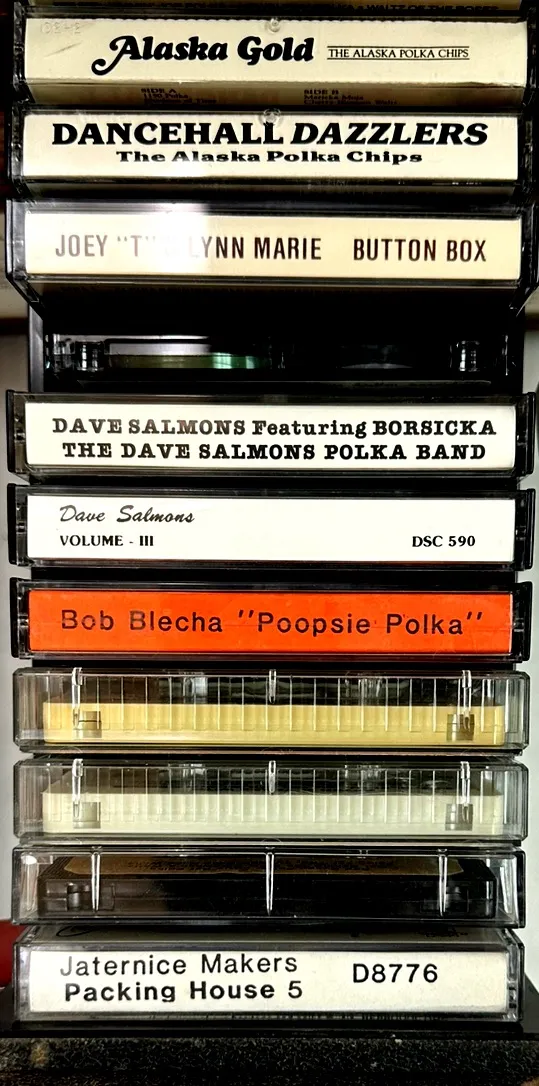 Alaska Gold THE ALASKA POLKA CHIPS
SIDE A SIDE B
DANCEHALL DAZZLERS
The Alaska Polka Chips
JOEY "T" LYNN MARIE BUTTON BOX
DAVE SALMONS Featuring BORSICKA
THE DAVE SALMONS POLKA BAND
Dave Salmons
VOLUME - III DSC 590
Bob Blecha "Poopsie Polka"
Jaternice Makers D8776
Packing House 5